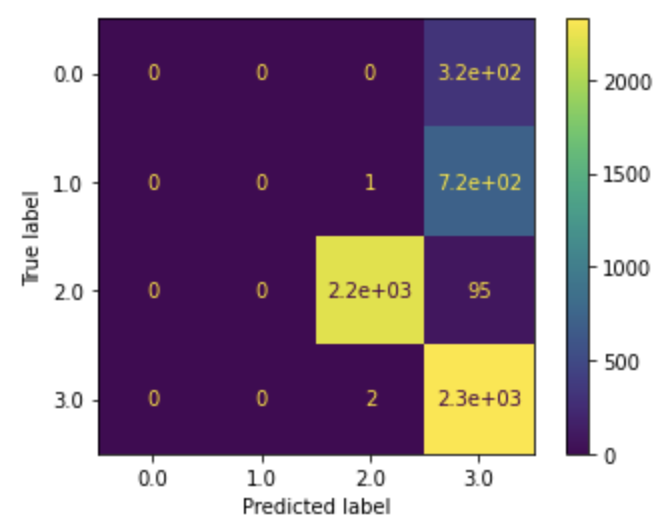 0.0 0 0 0 3.2e+02
1.0 0 0 1 7.2e+02
2.0 0 0 2.2e+03 95
3.0 0 0 2 2.3e+03
0.0 1.0 2.0 3.0
Predicted label
True label
2000
1500
1000
500
0